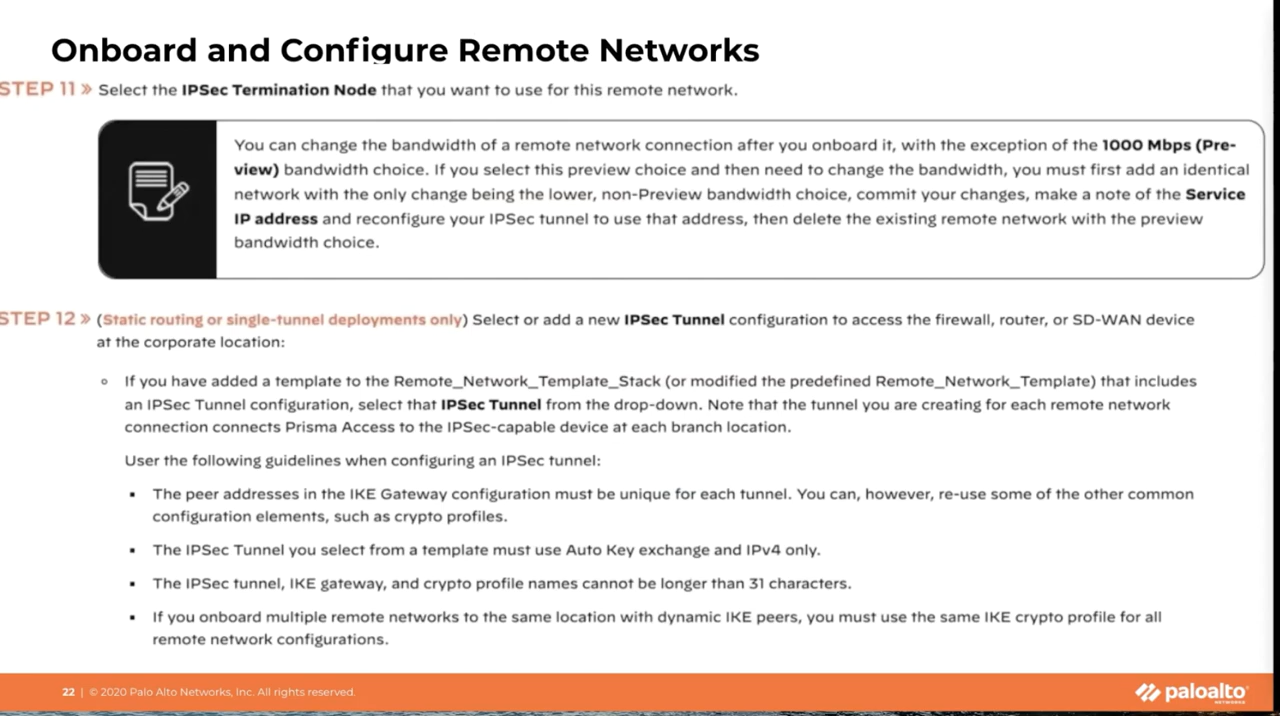 Onboard and Configure Remote Networks
STEP 11 » Select the IPSec Termination Node that you want to use for this remote network.
You can change the bandwidth of a remote network connection after you onboard it, with the exception of the 1000 Mbps (Pre-
view) bandwidth choice. If you select this preview choice and then need to change the bandwidth, you must first add an identical
network with the only change being the lower, non-Preview bandwidth choice, commit your changes, make a note of the Service
IP address and reconfigure your IPSec tunnel to use that address, then delete the existing remote network with the preview
bandwidth choice.
STEP 12 » (Static routing or single-tunnel deployments only) Select or add a new IPSec Tunnel configuration to access the firewall, router, or SD-WAN device
at the corporate location:
○ If you have added a template to the Remote_Network_Template_Stack (or modified the predefined Remote_Network_Template) that includes
an IPSec Tunnel configuration, select that IPSec Tunnel from the drop-down. Note that the tunnel you are creating for each remote network
connection connects Prisma Access to the IPSec-capable device at each branch location.
User the following guidelines when configuring an IPSec tunnel:
▪ The peer addresses in the IKE Gateway configuration must be unique for each tunnel. You can, however, re-use some of the other common
configuration elements, such as crypto profiles.
▪ The IPSec Tunnel you select from a template must use Auto Key exchange and IPv4 only.
▪ The IPSec tunnel, IKE gateway, and crypto profile names cannot be longer than 31 characters.
▪ If you onboard multiple remote networks to the same location with dynamic IKE peers, you must use the same IKE crypto profile for all
remote network configurations.
22 | © 2020 Palo Alto Networks, Inc. All rights reserved.
paloalto
NETWORKS